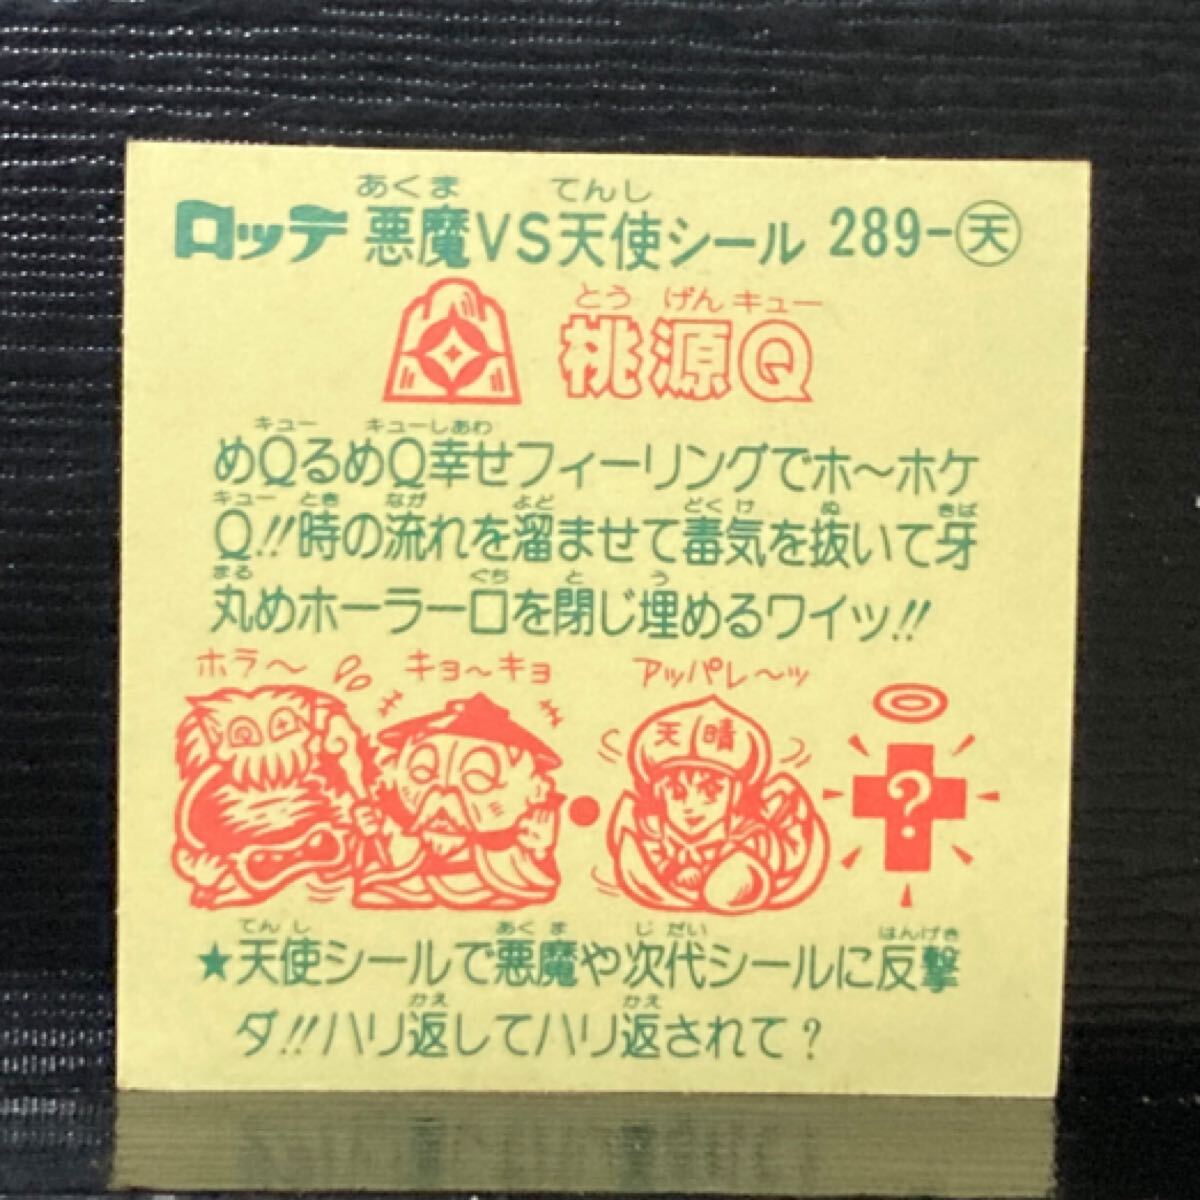 あくま てんし
ロッテ 悪魔VS天使シール 289-天
とう げん キュー
桃源Q
キュー キューしあわ
めQるめQ幸せフィーリングでホ〜ホケ
キュー とき なが よど どくけ ぬ きば
Q!!時の流れを溜ませて毒気を抜いて牙
まる ぐち と う
丸めホーラー口を閉じ埋めるワイッ!!
ホラ〜 キョ〜キョ アッパレ〜ッ
天晴
?
てんし あくま じだい はんげき
★天使シールで悪魔や次代シールに反撃
かえ かえ
ダ!!ハリ返してハリ返されて?